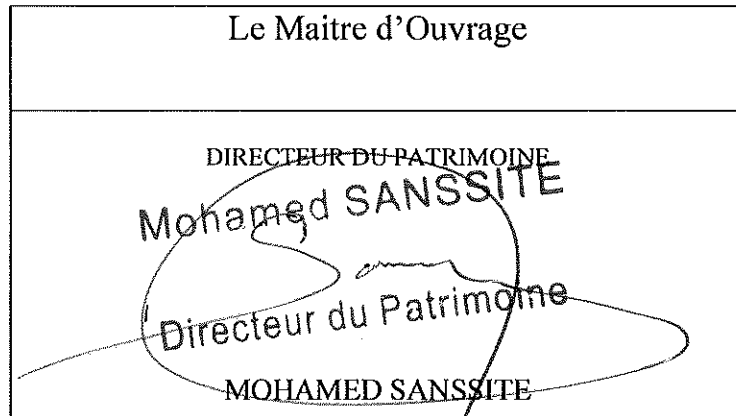 Le Maitre d'Ouvrage
DIRECTEUR DU PATRIMOINE
Mohamed SANSSITE
Directeur du Patrimoine
MOHAMED SANSSITE